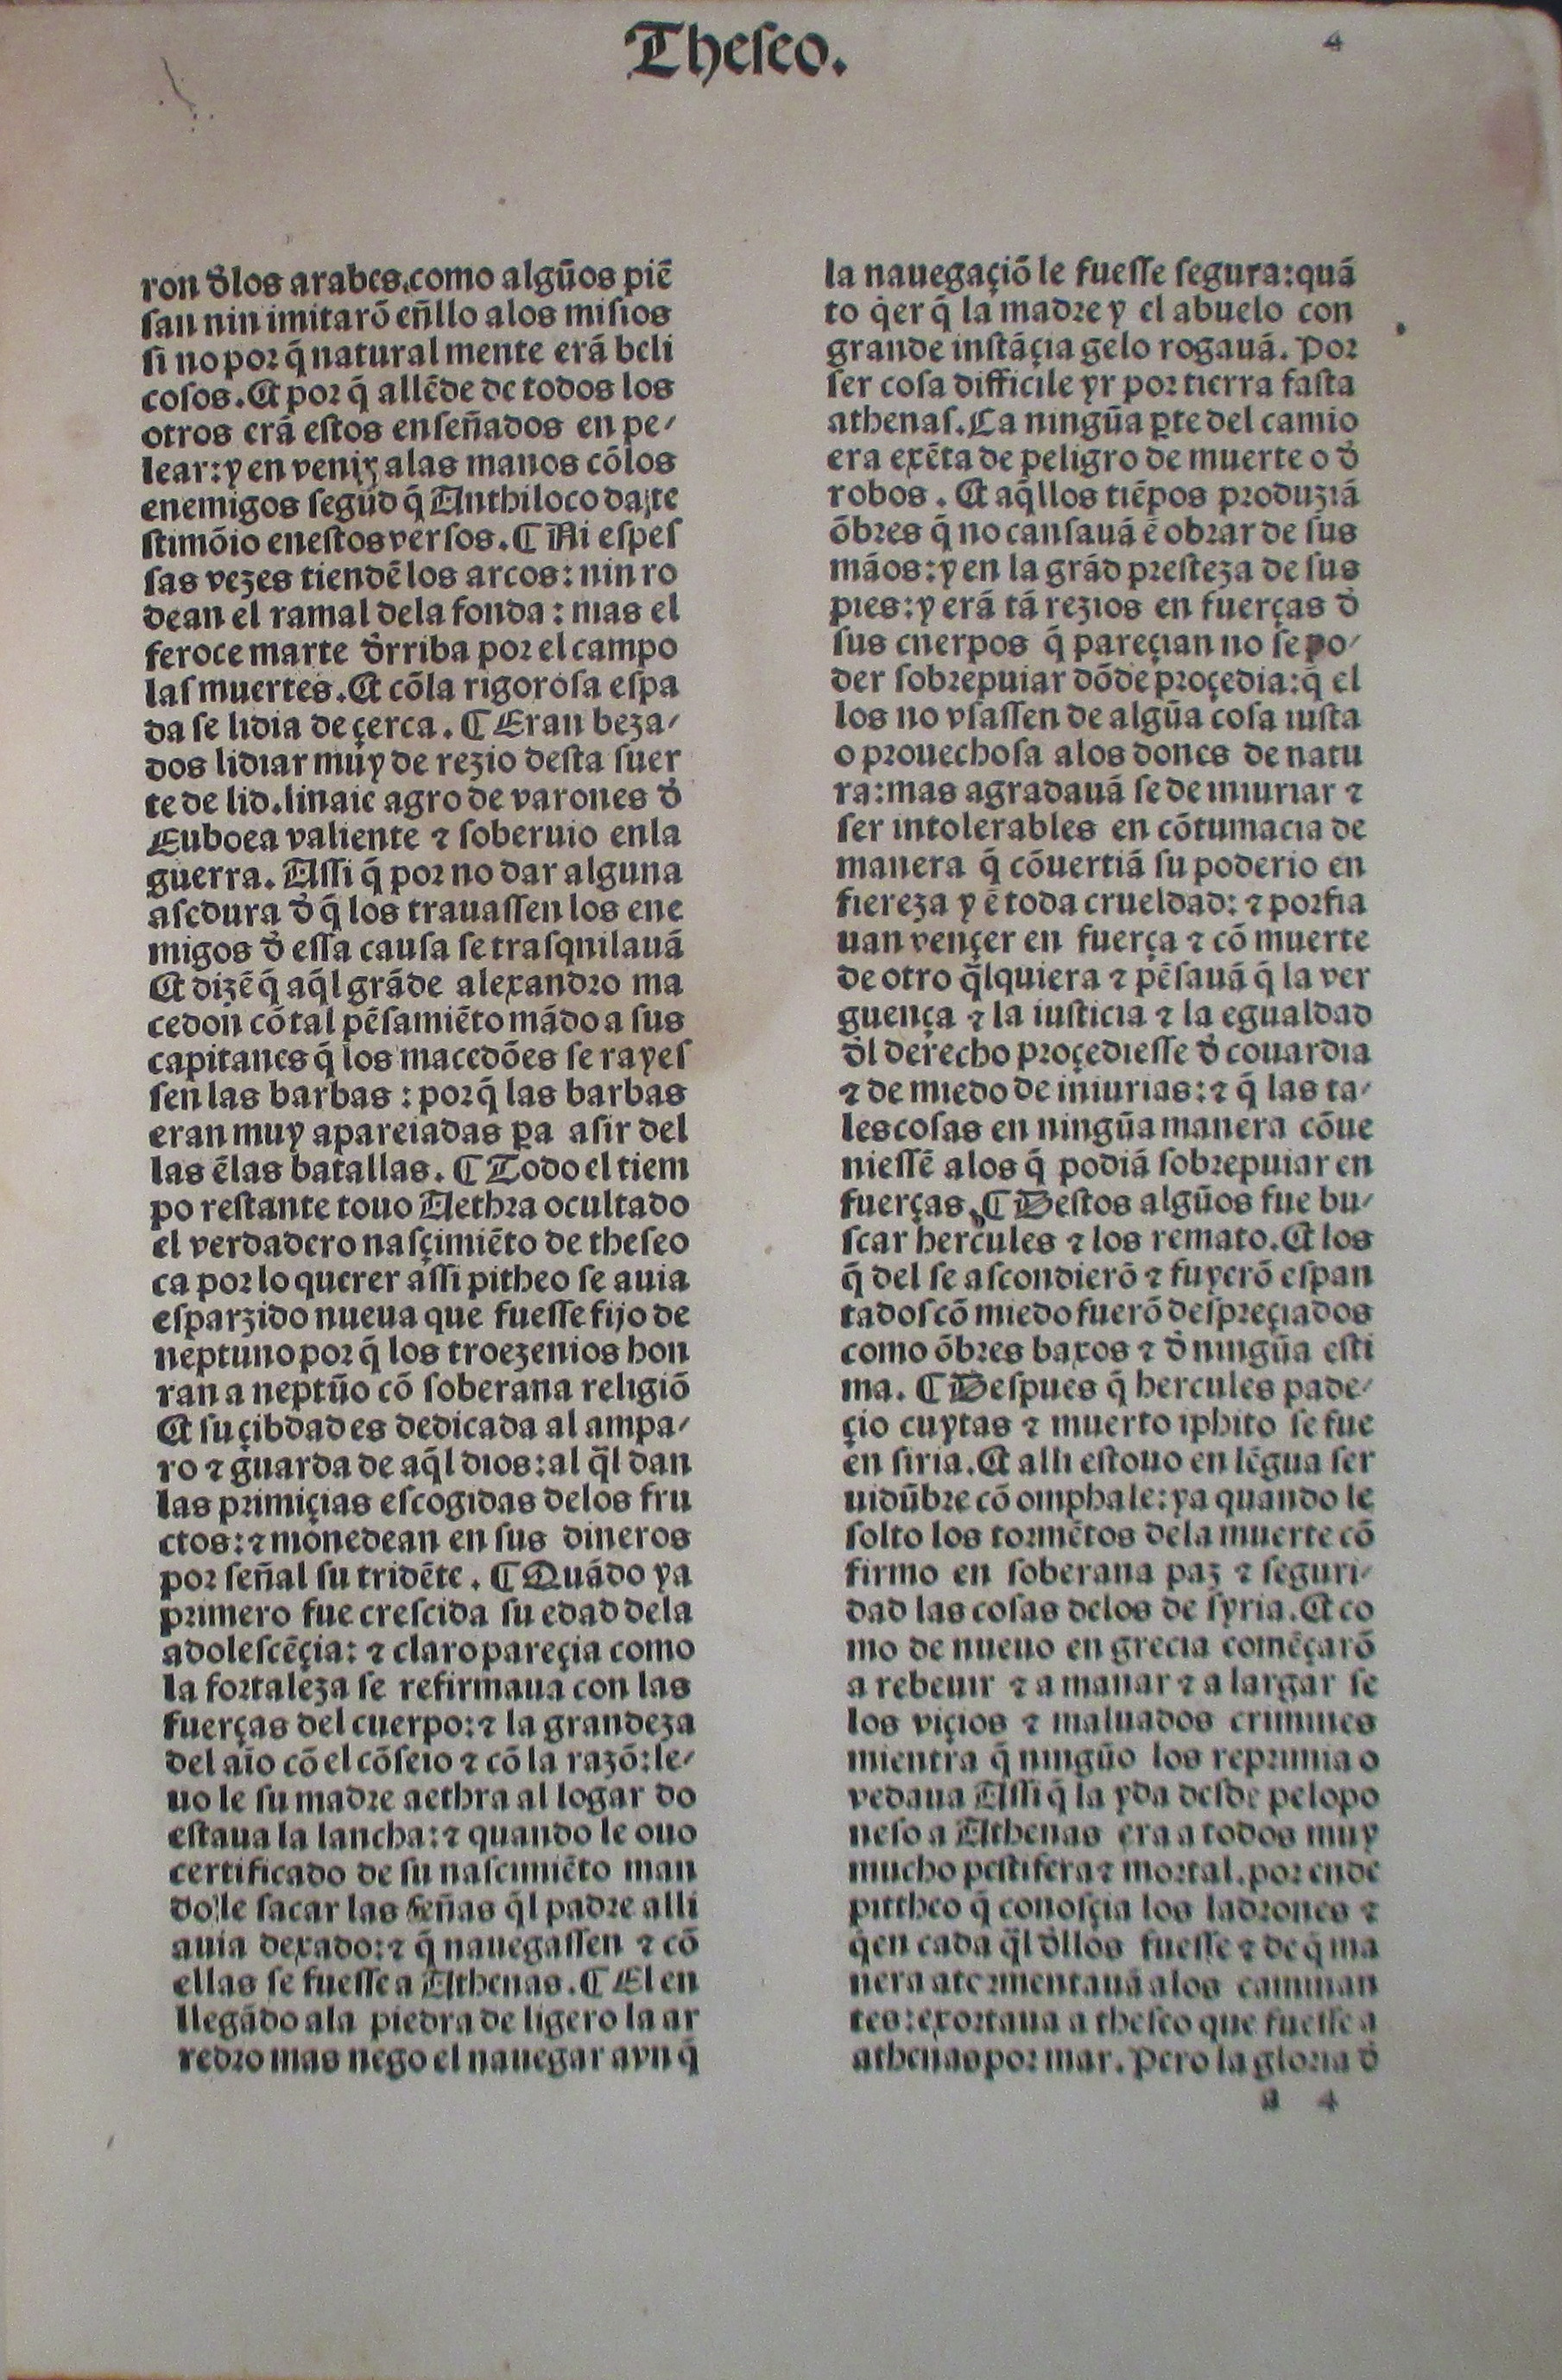 Theseo.
4
ron d̉los arabes.como algũos piẽ
san nin imitarõ eñllo alos misios
si no por q̃ natural mente erã beli
cosos.Et por q̃ allẽde de todos los
otros erã estos enseñados en pe-
lear:y en venir alas manos cõlos
enemigos segũd q̃ Anthiloco da te
stimõio enestos versos.¶ Ni espes
sas vezes tiendẽ los arcos: nin ro
dean el ramal dela fonda: mas el
feroce marte d̉rriba por el campo
las muertes.Et cõla rigorosa espa
da se lidia de çerca. ¶ Eran beza-
dos lidiar muy de rezio desta suer
te de lid.linaie agro de varones d̉
Euboea valiente ⁊ soberuio enla
guerra. Assi q̃ por no dar alguna
ascdura d̉ q̃ los trauassen los ene
migos d̉ essa causa se trasquilauã
Et dizẽ q̃ aq̃l grãde alexandro ma
cedon cõ tal pẽsamiẽto mãdo a sus
capitanes q̃ los macedões se rayes
sen las barbas : porq̃ las barbas
eran muy apareiadas ꝑa asir del
las ẽlas batallas. ¶ Todo el tiem
po restante touo Aethra ocultado
el verdadero nasçimiẽto de theseo
ca por lo querer assi pitheo se auia
esparzido nueua que fuesse fijo de
neptuno por q̃ los troezenios hon
ran a neptũo cõ soberana religiõ
Et su çibdad es dedicada al ampa-
ro ⁊ guarda de aq̃l dios:al q̃l dan
las primiçias escogidas delos fru
ctos:⁊ monedean en sus dineros
por señal su tridẽte. ¶ Quãdo ya
primero fue crescida su edad dela
adolescẽçia: ⁊ claro pareçia como
la fortaleza se refirmaua con las
fuerças del cuerpo:⁊ la grandeza
del aĩo cõ el cõseio ⁊ cõ la razõ:le-
uo le su madre aethra al logar do
estaua la lancha:⁊ quando le ouo
certificado de su nascimiẽto man
do le sacar las señas q̃l padre alli
auia dexado:⁊ q̃ nauegassen ⁊ cõ
ellas se fuesse a Athenas.¶ El en
llegãdo ala piedra de ligero la ar
redro mas nego el nauegar avn q̃
la nauegaçiõ le fuesse segura:quã
to q̇er q̃ la madre y el abuelo con
grande instãçia gelo rogauã. Por
ser cosa difficile yr por tierra fasta
athenas.Ca ningũa ꝑte del camio
era exẽta de peligro de muerte o d̉
robos . Et aq̃llos tiẽpos produziã
õbres q̃ no cansauã ẽ obrar de sus
mãos:y en la grãd presteza de sus
pies:y erã tã rezios en fuerças d̉
sus cuerpos q̃ pareçian no se po-
der sobrepuiar dõde proçedia:q̃ el
los no vsassen de algũa cosa iusta
o prouechosa alos dones de natu
ra:mas agradauã se de iniuriar ⁊
ser intolerables en cõtumacia de
manera q̃ cõuertiã su poderio en
fiereza y ẽ toda crueldad: ⁊ porfia
uan vençer en fuerça ⁊ cõ muerte
de otro q̃lquiera ⁊ pẽsauã q̃ la ver
guença ⁊ la iusticia ⁊ la egualdad
d̉l derecho proçediesse d̉ couardia
⁊ de miedo de iniurias:⁊ q̃ las ta-
les cosas en ningũa manera cõue
niessẽ alos q̃ podiã sobrepuiar en
fuerças.¶ Destos algũos fue bu-
scar hercules ⁊ los remato.Et los
q̃ del se ascondierõ ⁊ fuyerõ espan
tados cõ miedo fuerõ despreçiados
como õbres baxos ⁊ d̉ ningũa esti
ma. ¶ Despues q̃ hercules pade-
çio cuytas ⁊ muerto iphito se fue
en siria.Et alli estouo en lẽgua ser
uidũbre cõ omphale:ya quando le
solto los tormẽtos dela muerte cõ
firmo en soberana paz ⁊ seguri-
dad las cosas delos de syria.Et co
mo de nueuo en grecia comẽçarõ
a rebeuir ⁊ a manar ⁊ a largar se
los viçios ⁊ maluados crimines
mientra q̃ ningũo los reprimia o
vedaua Assi q̃ la yda desde pelopo
neso a Athenas era a todos muy
mucho pestifera ⁊ mortal.por ende
pittheo q̃ conosçia los ladrones ⁊
q̇en cada q̃l d̉llos fuesse ⁊ de q̃ ma
nera atormentauã alos caminan
tes:exortaua a theseo que fuesse a
athenas por mar. Pero la gloria d̉
a 4